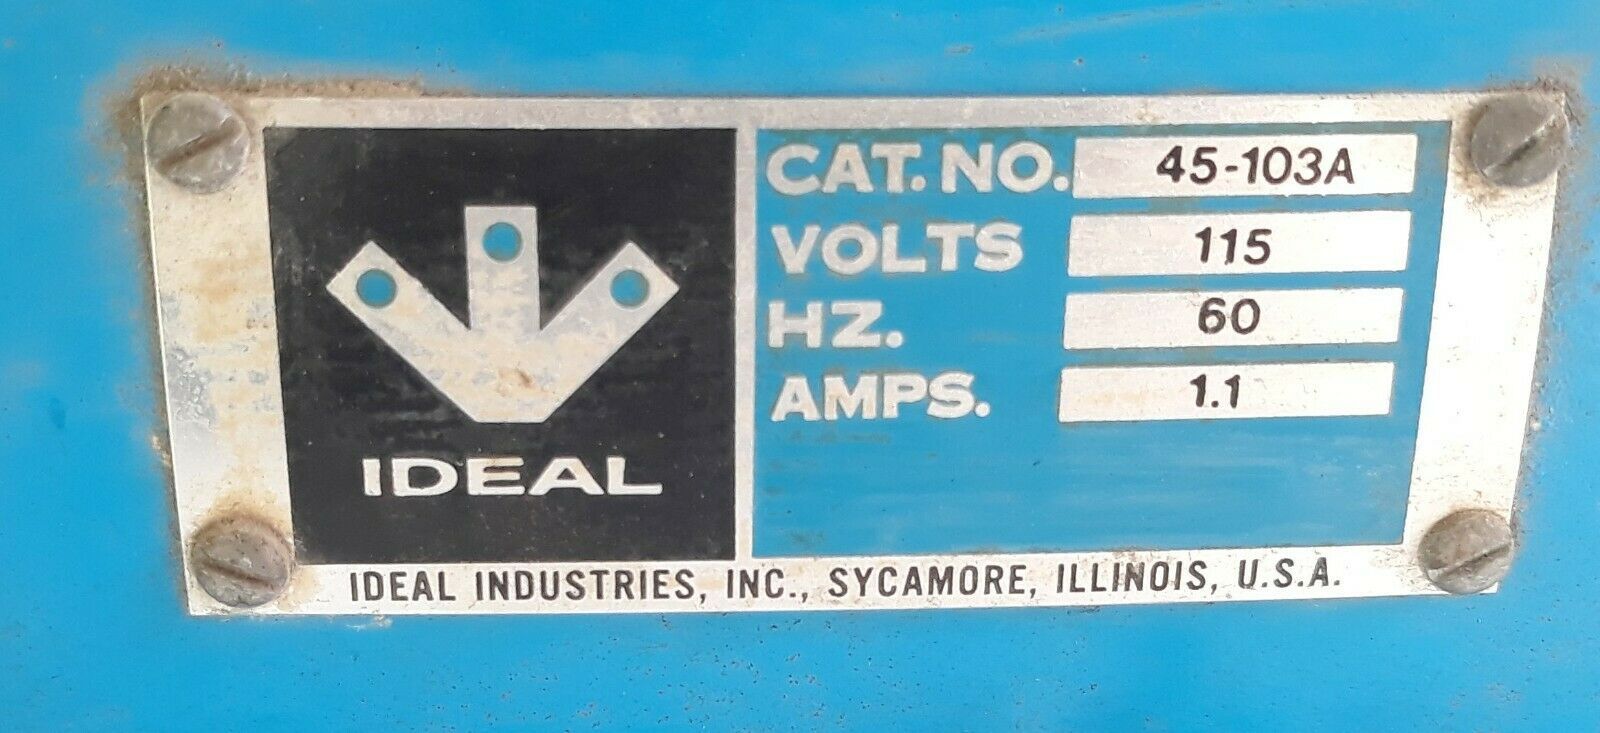 CAT. NO. 45-103A
VOLTS 115
HZ. 60
AMPS. 1.1
IDEAL
IDEAL INDUSTRIES, INC., SYCAMORE, ILLINOIS, U.S.A.